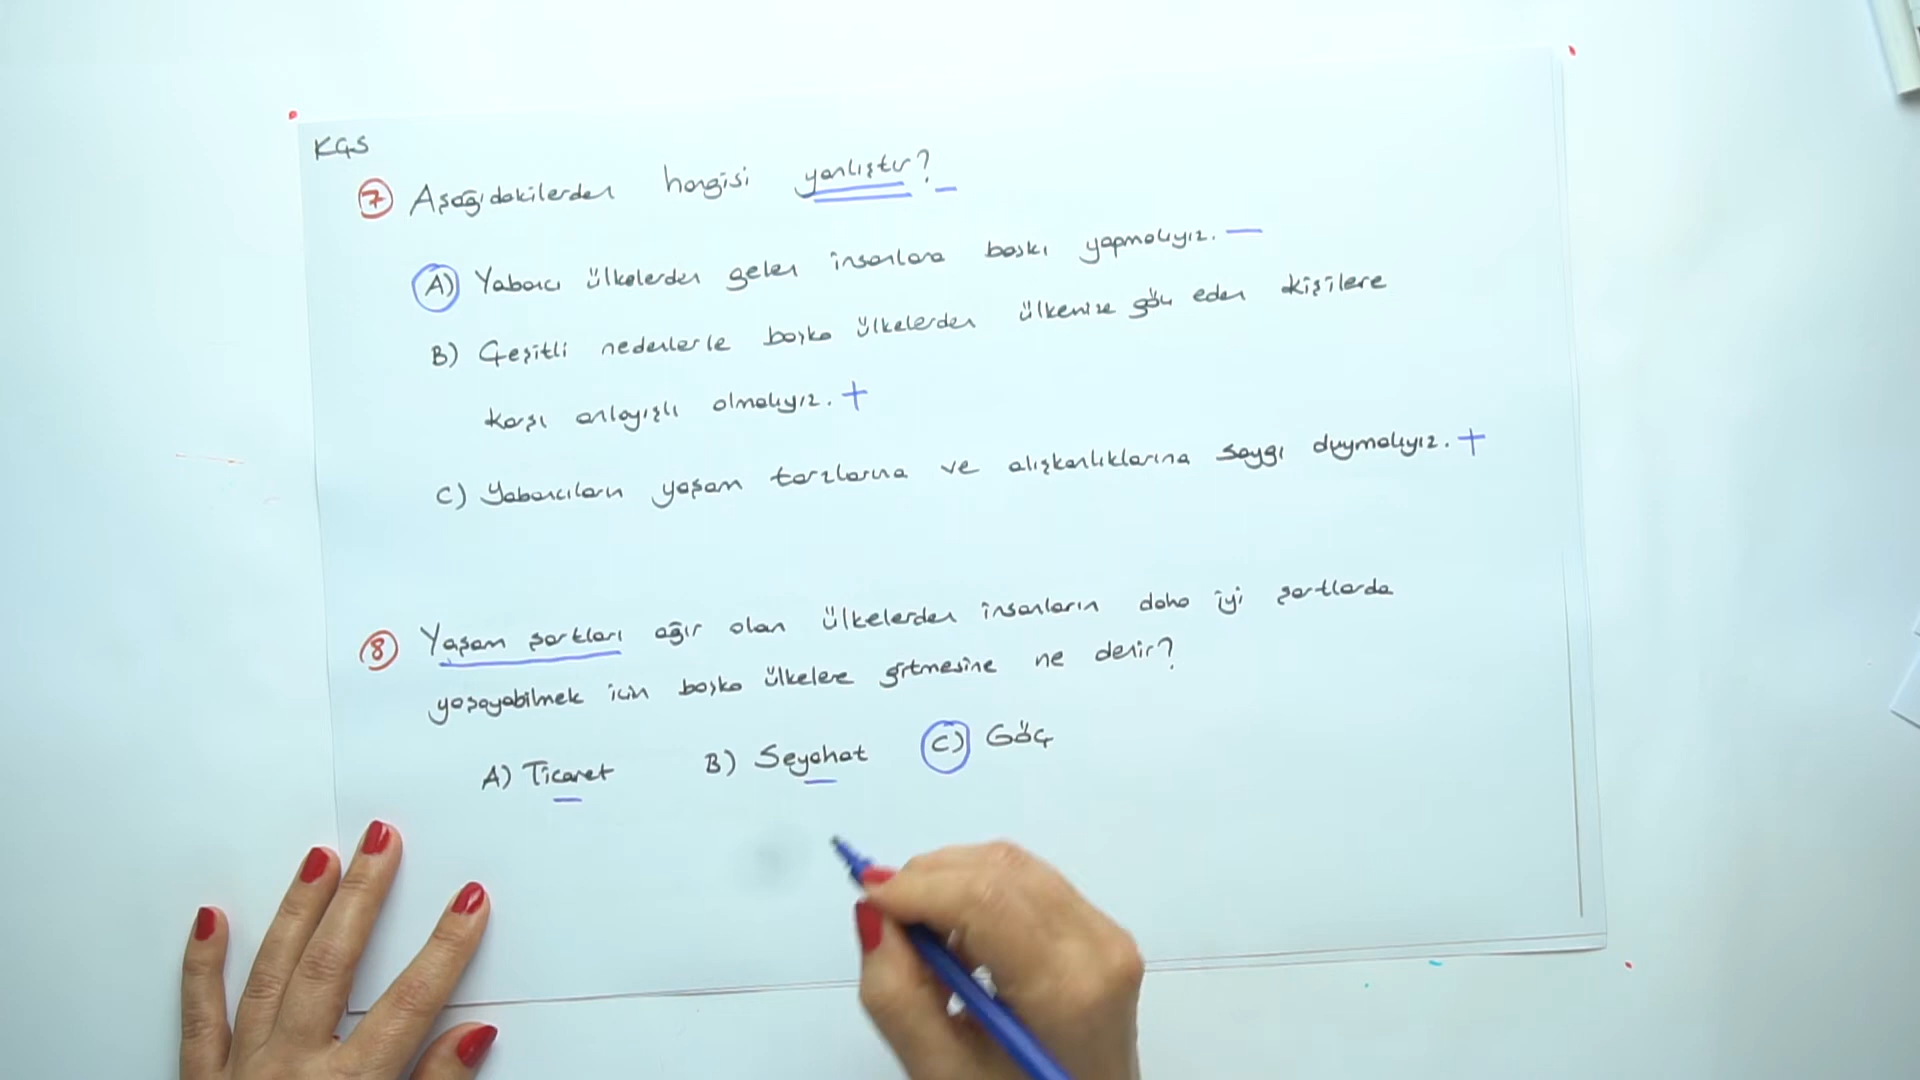 KGS
7 Aşağıdakilerden hangisi yanlıştır?
A) Yabancı ülkelerden gelen insanlara baskı yapmalıyız. —
B) Çeşitli nedenlerle başka ülkelerden ülkenize göç eden kişilere
karşı anlayışlı olmalıyız. +
C) Yabancıların yaşam tarzlarına ve alışkanlıklarına saygı duymalıyız. +
8 Yaşam şartları ağır olan ülkelerden insanların daha iyi şartlarda
yaşayabilmek için başka ülkelere gitmesine ne denir?
A) Ticaret B) Seyahat C) Göç